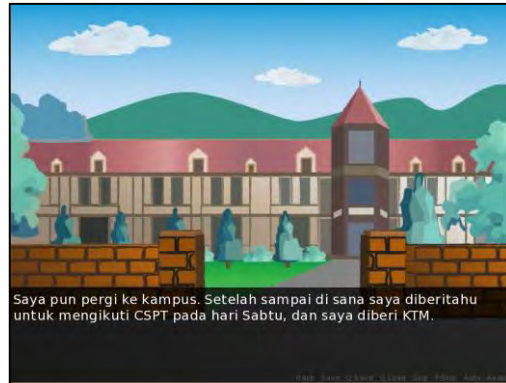 Saya pun pergi ke kampus. Setelah sampai di sana saya diberitahu
untuk mengikuti CSPT pada hari Sabtu, dan saya diberi KTM.